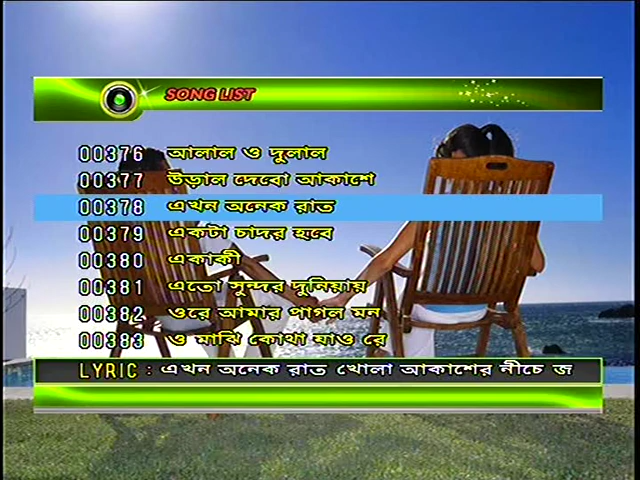 SONG LIST
00376 আলাল ও দুলাল
00377 উড়াল দেবো আকাশে
00378 এখন অনেক রাত
00379 একটা চাদর হবে
00380 একাকী
00381 এতো সুন্দর দুনিয়ায়
00382 ওরে আমার পাগল মন
00383 ও মাঝি কোথা যাও রে
LYRIC : এখন অনেক রাত খোলা আকাশের নীচে জ